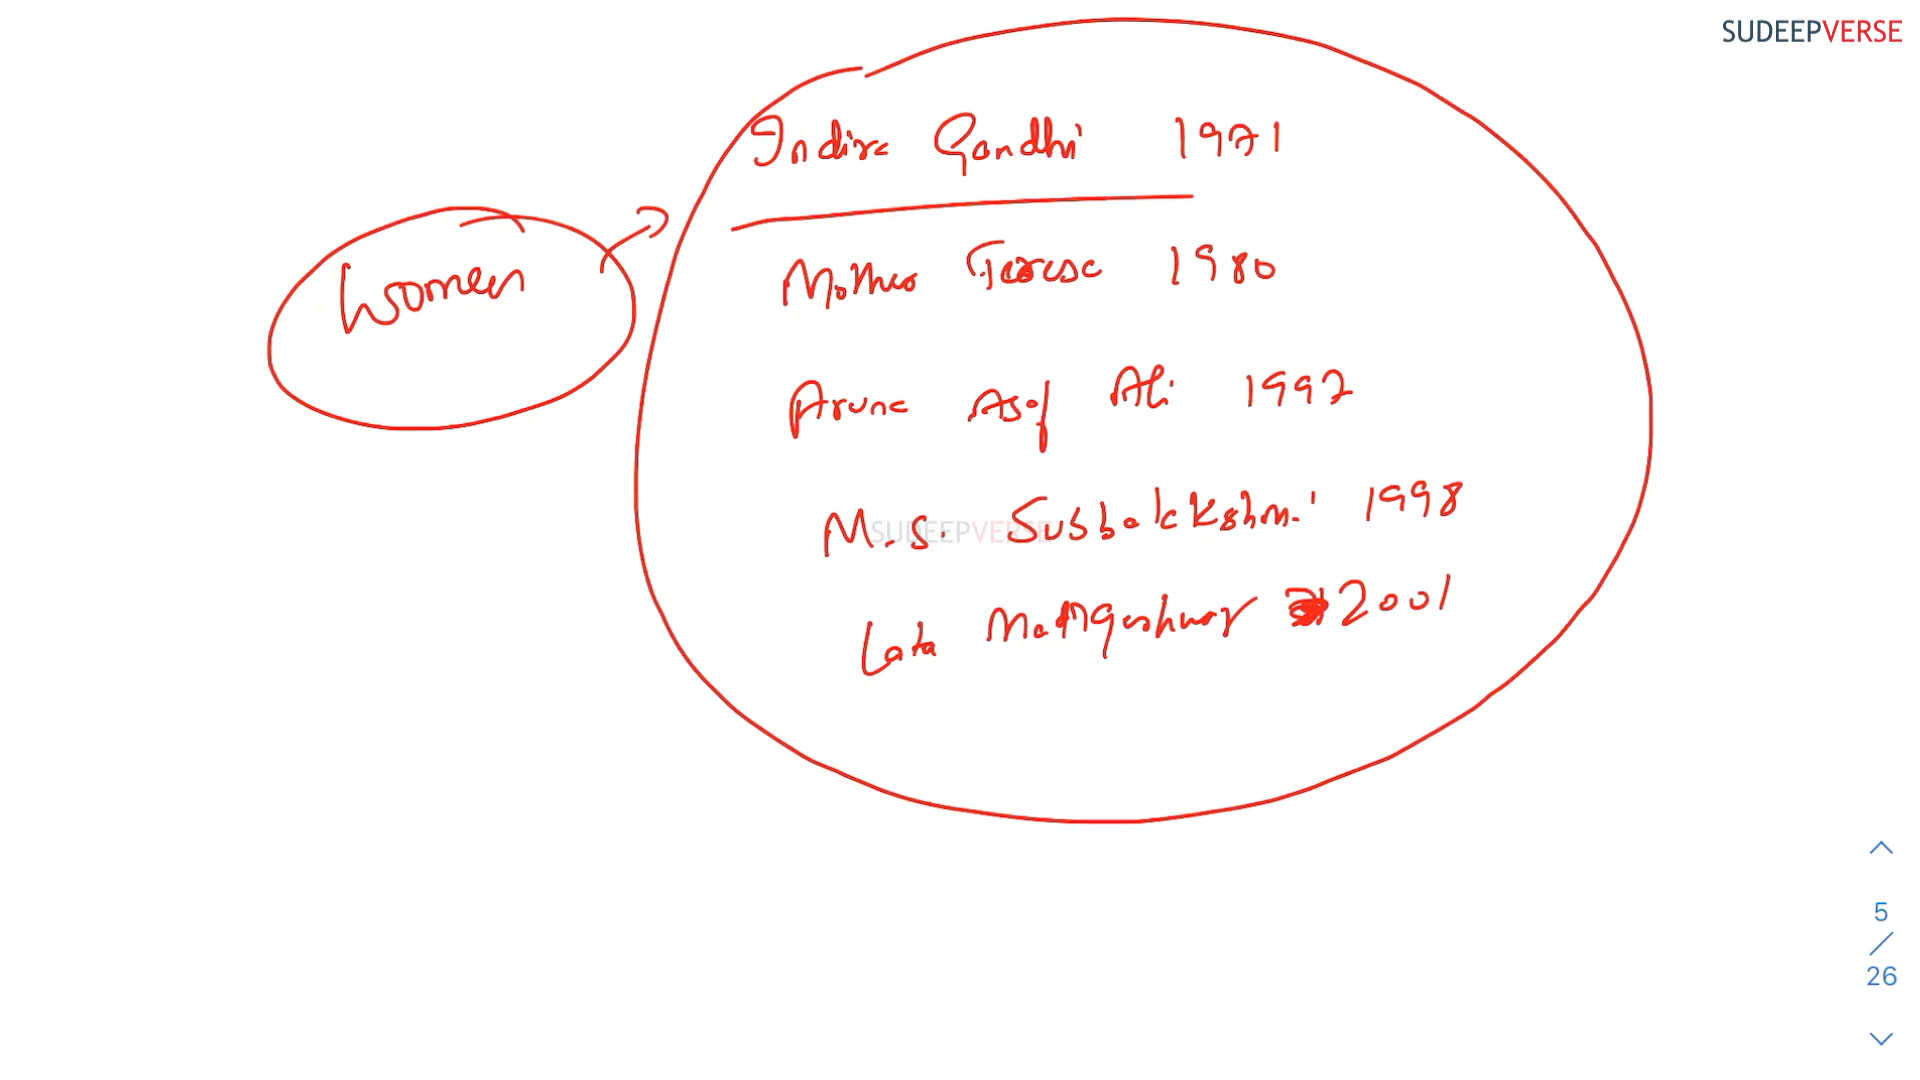 SUDEEPVERSE
Women
Indira Gandhi 1971
Mother Teresa 1980
Aruna Asaf Ali 1997
M.S. Subbalakshmi 1998
SUDEEPVERSE
Lata Mangeshkar 2001
5
/
26